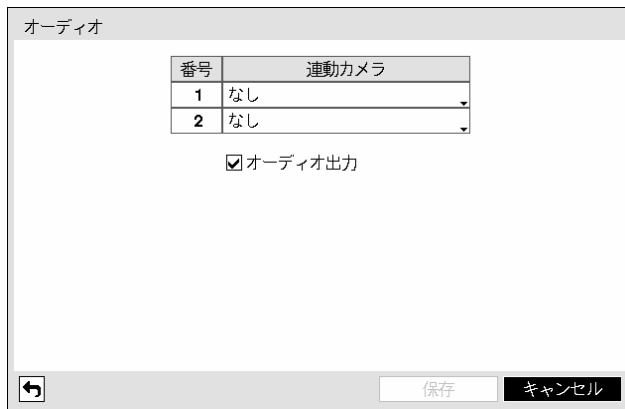 オーディオ
番号 連動カメラ
1 なし
2 なし
オーディオ出力
保存 キャンセル